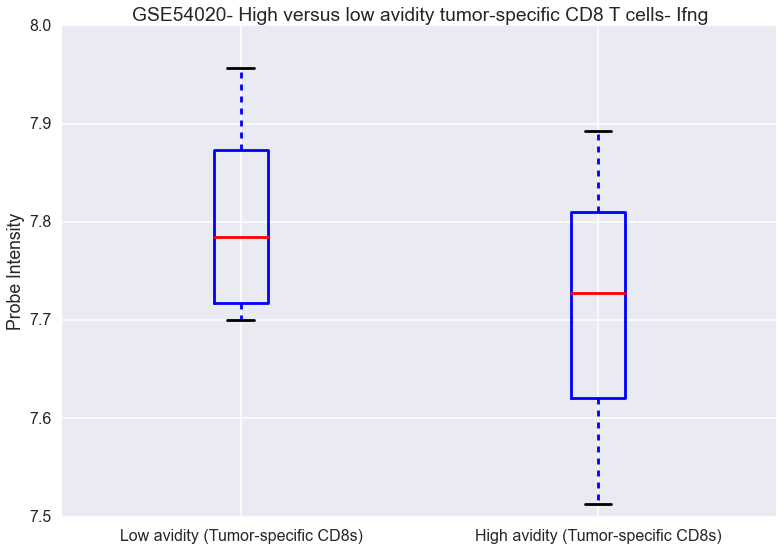 GSE54020- High versus low avidity tumor-specific CD8 T cells- Ifng
8.0
7.9
7.8
7.7
7.6
7.5
Probe Intensity
Low avidity (Tumor-specific CD8s)
High avidity (Tumor-specific CD8s)